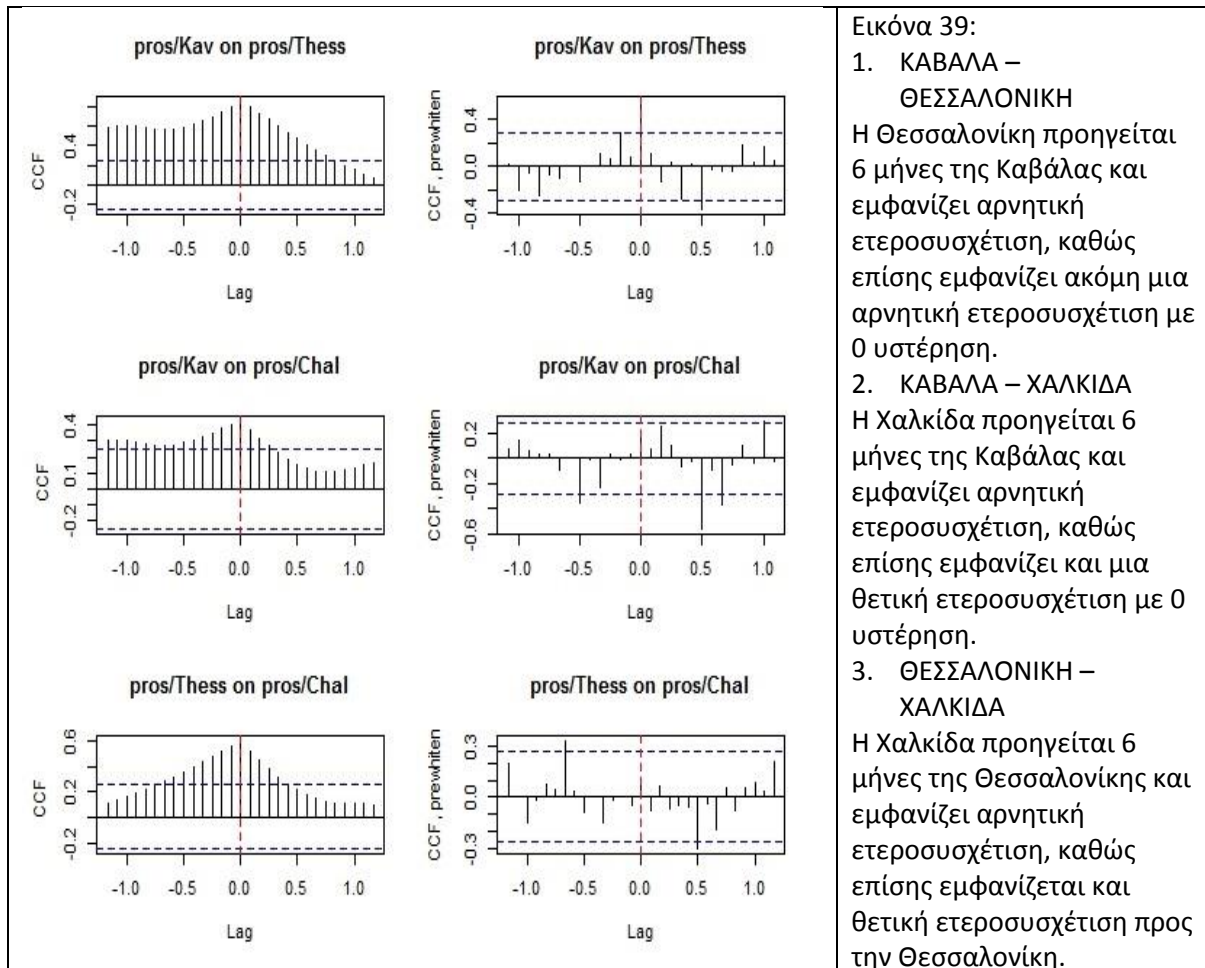 pros/Kav on pros/Thess
CCF
0.4
-0.2
-1.0 -0.5 0.0 0.5 1.0
Lag
pros/Kav on pros/Thess
CCF, prewhiten
0.4
0.0
-0.4
-1.0 -0.5 0.0 0.5 1.0
Lag
pros/Kav on pros/Chal
CCF
0.4
0.1
-0.2
-1.0 -0.5 0.0 0.5 1.0
Lag
pros/Kav on pros/Chal
CCF, prewhiten
0.2
-0.2
-0.6
-1.0 -0.5 0.0 0.5 1.0
Lag
pros/Thess on pros/Chal
CCF
0.6
0.2
-0.2
-1.0 -0.5 0.0 0.5 1.0
Lag
pros/Thess on pros/Chal
CCF, prewhiten
0.3
0.0
-0.3
-1.0 -0.5 0.0 0.5 1.0
Lag
Εικόνα 39:
1. ΚΑΒΑΛΑ –
ΘΕΣΣΑΛΟΝΙΚΗ
Η Θεσσαλονίκη προηγείται
6 μήνες της Καβάλας και
εμφανίζει αρνητική
ετεροσυσχέτιση, καθώς
επίσης εμφανίζει ακόμη μια
αρνητική ετεροσυσχέτιση με
0 υστέρηση.
2. ΚΑΒΑΛΑ – ΧΑΛΚΙΔΑ
Η Χαλκίδα προηγείται 6
μήνες της Καβάλας και
εμφανίζει αρνητική
ετεροσυσχέτιση, καθώς
επίσης εμφανίζει και μια
θετική ετεροσυσχέτιση με 0
υστέρηση.
3. ΘΕΣΣΑΛΟΝΙΚΗ –
ΧΑΛΚΙΔΑ
Η Χαλκίδα προηγείται 6
μήνες της Θεσσαλονίκης και
εμφανίζει αρνητική
ετεροσυσχέτιση, καθώς
επίσης εμφανίζεται και
θετική ετεροσυσχέτιση προς
την Θεσσαλονίκη.